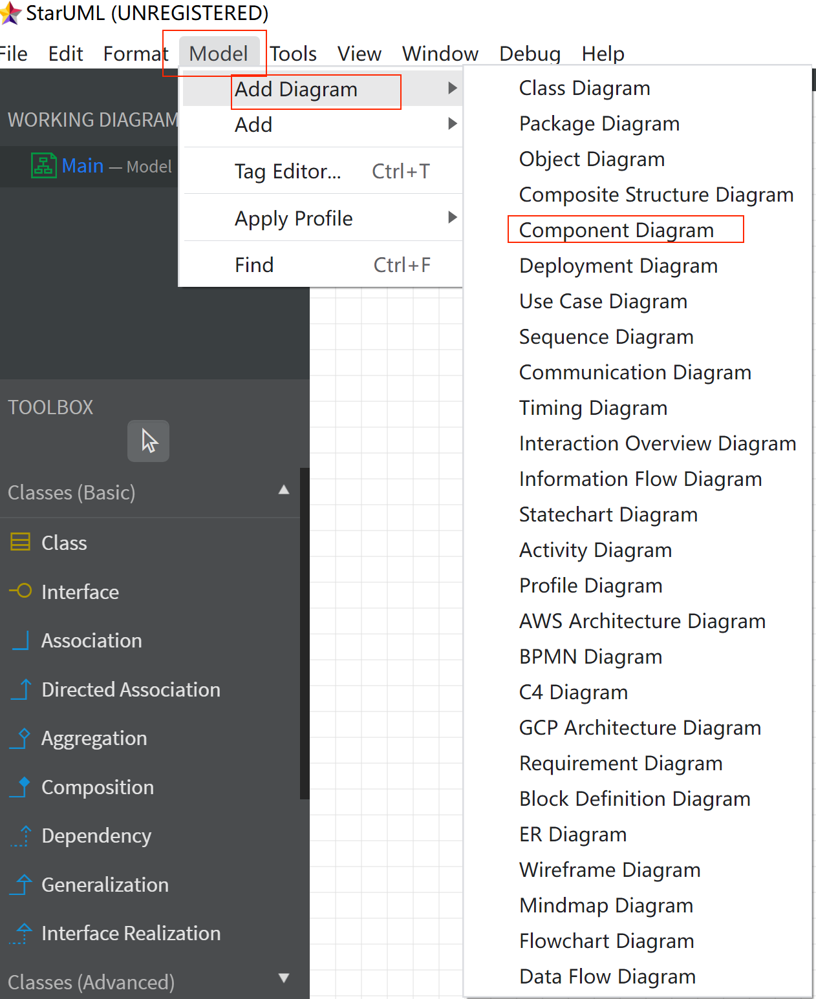 StarUML (UNREGISTERED)
File Edit Format Model Tools View Window Debug Help
WORKING DIAGRAM
Main — Model
Add Diagram
Add
Tag Editor... Ctrl+T
Apply Profile
Find Ctrl+F
Class Diagram
Package Diagram
Object Diagram
Composite Structure Diagram
Component Diagram
Deployment Diagram
Use Case Diagram
Sequence Diagram
Communication Diagram
Timing Diagram
Interaction Overview Diagram
Information Flow Diagram
Statechart Diagram
Activity Diagram
Profile Diagram
AWS Architecture Diagram
BPMN Diagram
C4 Diagram
GCP Architecture Diagram
Requirement Diagram
Block Definition Diagram
ER Diagram
Wireframe Diagram
Mindmap Diagram
Flowchart Diagram
Data Flow Diagram
TOOLBOX
Classes (Basic)
Class
Interface
Association
Directed Association
Aggregation
Composition
Dependency
Generalization
Interface Realization
Classes (Advanced)